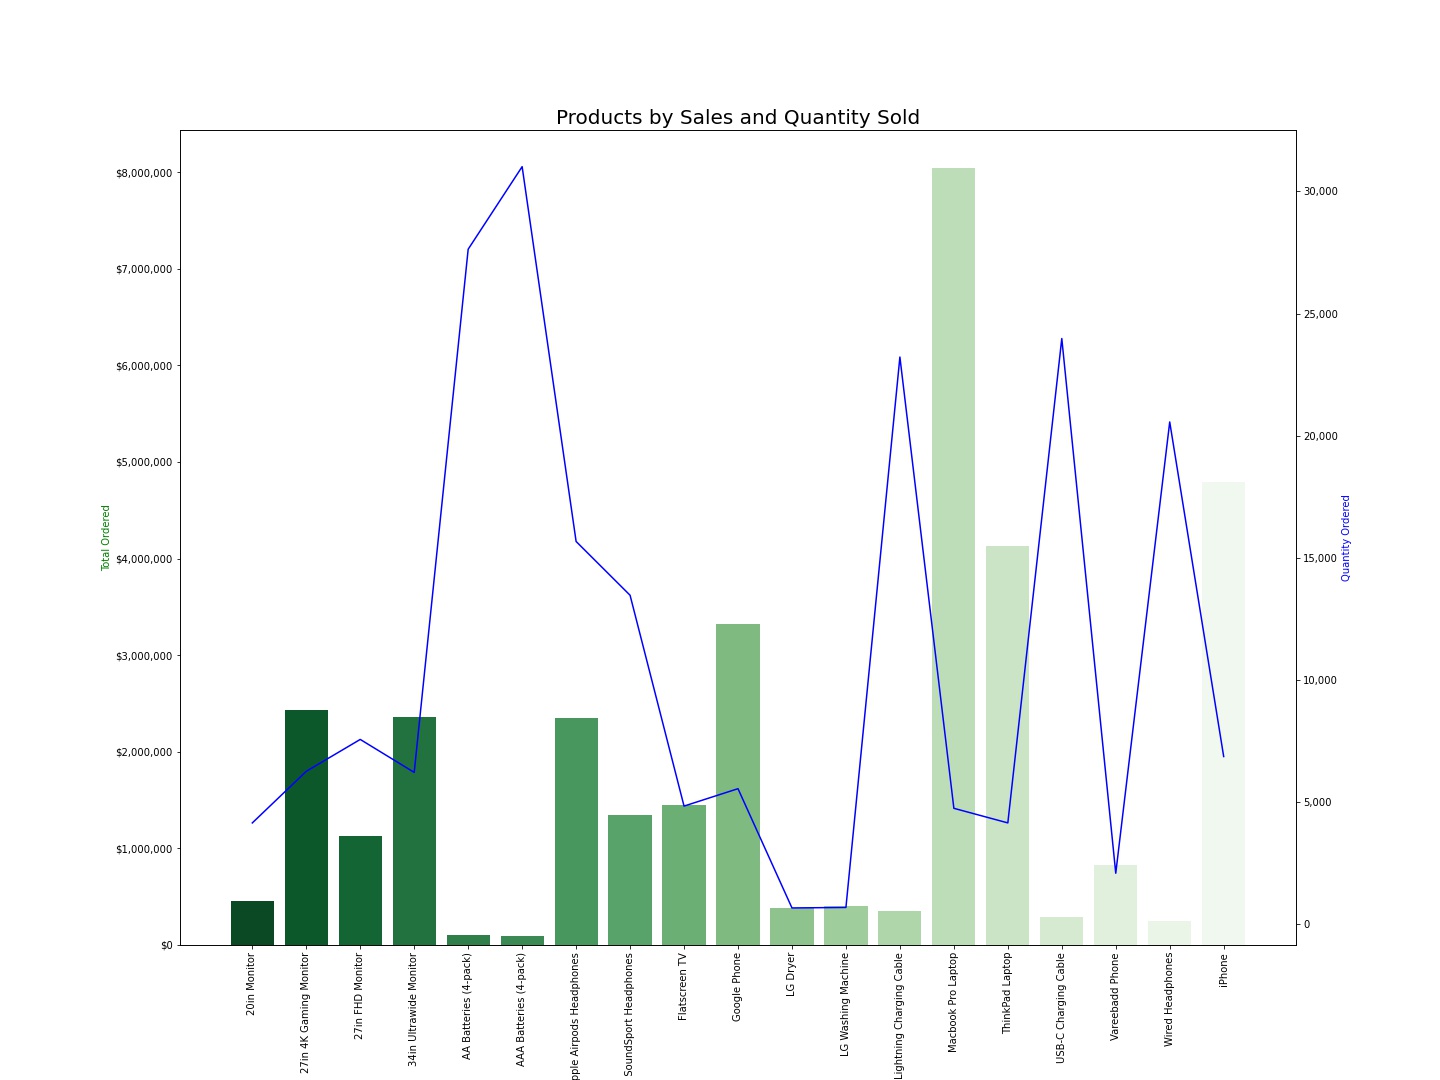 Products by Sales and Quantity Sold
$8,000,000
$7,000,000
$6,000,000
$5,000,000
$4,000,000
$3,000,000
$2,000,000
$1,000,000
$0
Total Ordered
30,000
25,000
20,000
15,000
10,000
5,000
0
Quantity Ordered
20in Monitor
27in 4K Gaming Monitor
27in FHD Monitor
34in Ultrawide Monitor
AA Batteries (4-pack)
AAA Batteries (4-pack)
pple Airpods Headphones
SoundSport Headphones
Flatscreen TV
Google Phone
LG Dryer
LG Washing Machine
Lightning Charging Cable
Macbook Pro Laptop
ThinkPad Laptop
USB-C Charging Cable
Vareebadd Phone
Wired Headphones
iPhone